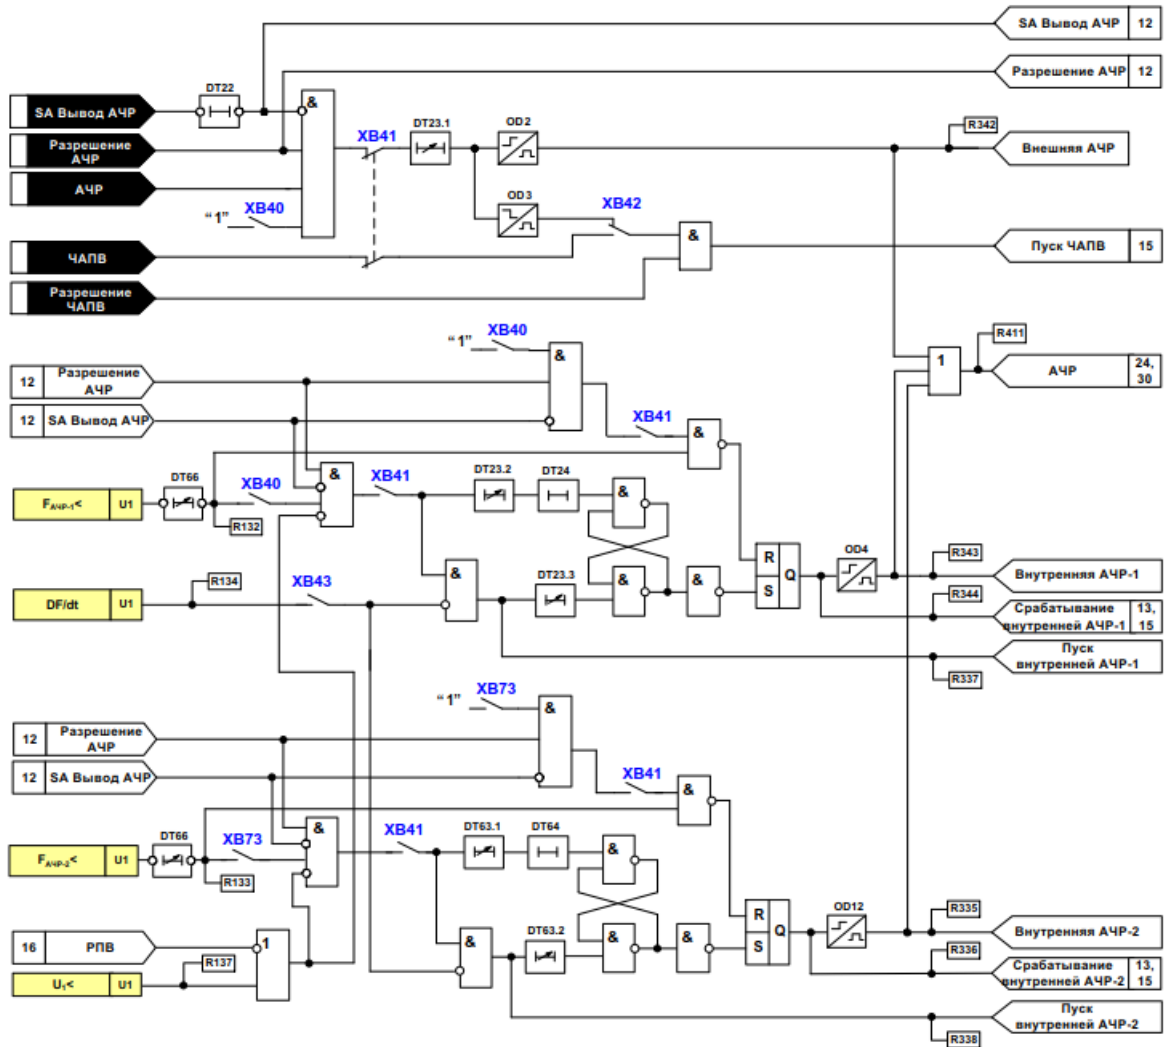 SA Вывод АЧР 12
Разрешение АЧР 12
DT22
SA Вывод АЧР
&
XB41
DT23.1
OD2
R342
Разрешение
АЧР
Внешняя АЧР
АЧР
"1"
XB40
OD3
XB42
&
ЧАПВ
Пуск ЧАПВ 15
Разрешение
ЧАПВ
"1"
XB40
&
R411
1
АЧР
24,
30
12 Разрешение
АЧР
12 SA Вывод АЧР
XB41
&
DT66
&
XB41
DT23.2
DT24
&
FАЧР-1< U1
XB40
R132
R
S
Q
OD4
R343
R134
XB43
&
DT23.3
&
&
Внутренняя АЧР-1
DF/dt U1
R344
Срабатывание
внутренней АЧР-1
13,
15
Пуск
внутренней АЧР-1
R337
"1"
XB73
&
12 Разрешение
АЧР
12 SA Вывод АЧР
XB41
&
DT66
XB73
&
XB41
DT63.1
DT64
&
FАЧР-2< U1
R133
R
S
Q
OD12
R335
16 РПВ
1
&
DT63.2
&
&
Внутренняя АЧР-2
R137
R336
U1< U1
Срабатывание
внутренней АЧР-2
13,
15
Пуск
внутренней АЧР-2
R338